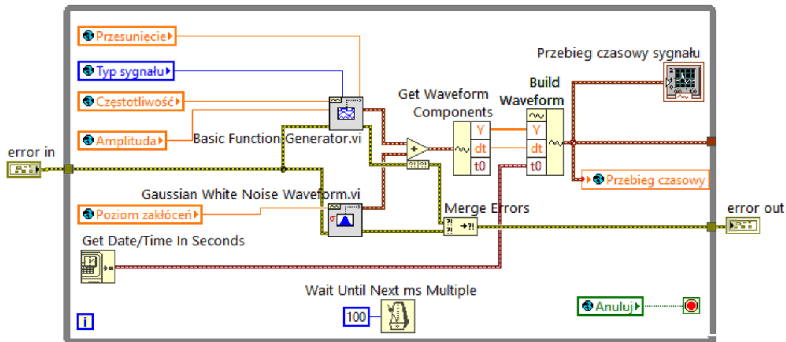 Przesunięcie
Typ sygnału
Częstotliwość
Amplituda
Basic Function Generator.vi
error in
Gaussian White Noise Waveform.vi
Poziom zakłóceń
Get Date/Time In Seconds
Get Waveform
Components
Y
dt
t0
Build
Waveform
Y
dt
t0
Przebieg czasowy sygnału
Przebieg czasowy
Merge Errors
error out
Wait Until Next ms Multiple
100
Anuluj
i